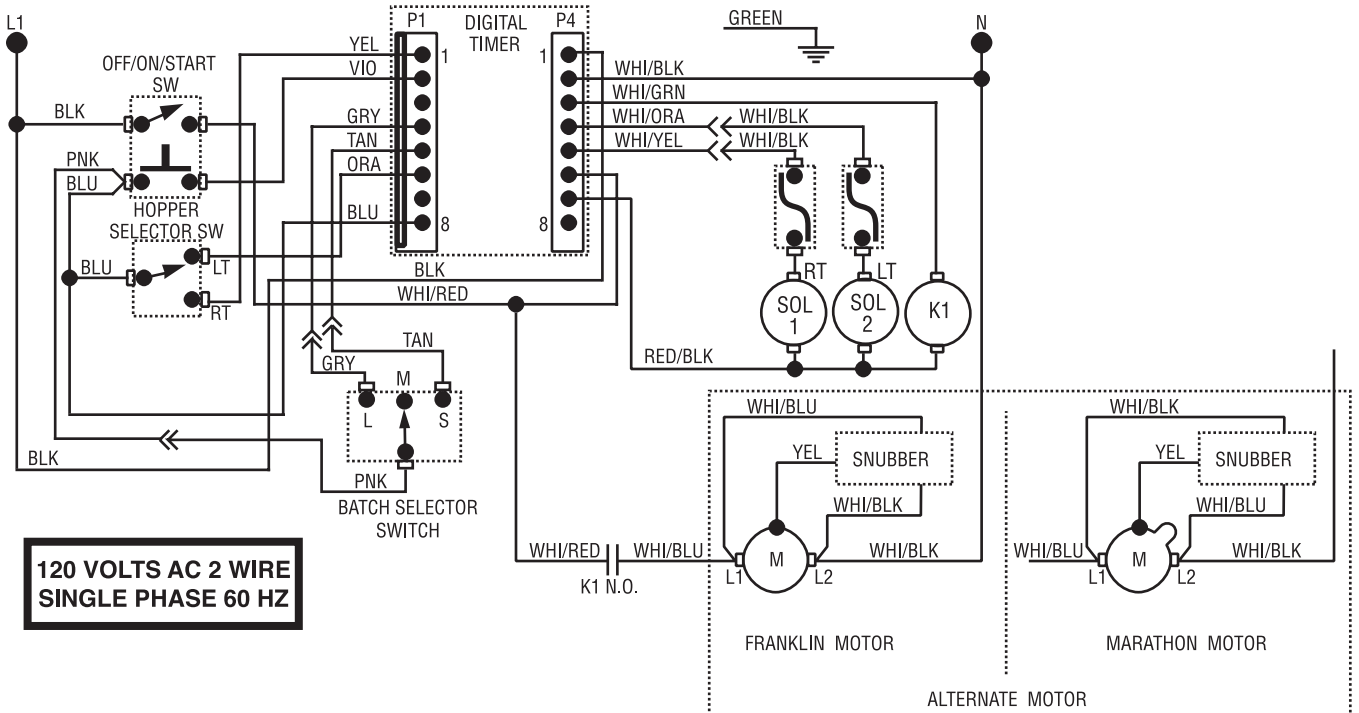 L1
P1
DIGITAL
TIMER
P4
GREEN
N
OFF/ON/START
SW
YEL
1
1
VIO
WHI/BLK
WHI/GRN
BLK
GRY
WHI/ORA
WHI/BLK
TAN
WHI/YEL
WHI/BLK
PNK
ORA
BLU
HOPPER
SELECTOR SW
BLU
8
8
BLU
LT
RT
BLK
WHI/RED
RT
LT
SOL
1
SOL
2
K1
TAN
GRY
M
L
S
RED/BLK
BLK
PNK
BATCH SELECTOR
SWITCH
WHI/BLU
YEL
SNUBBER
WHI/BLK
WHI/BLK
YEL
SNUBBER
WHI/BLU
WHI/RED
K1 N.O.
WHI/BLU
L1
M
L2
WHI/BLK
WHI/BLU
L1
M
L2
WHI/BLK
120 VOLTS AC 2 WIRE
SINGLE PHASE 60 HZ
FRANKLIN MOTOR
MARATHON MOTOR
ALTERNATE MOTOR